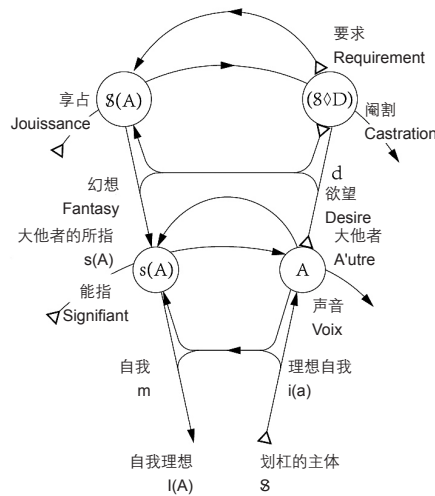 要求
Requirement
$(A)
($◊D)
享占
Jouissance
阉割
Castration
d
幻想
Fantasy
欲望
Desire
大他者的所指
s(A)
大他者
A'utre
s(A)
A
能指
Signifiant
声音
Voix
自我
m
理想自我
i(a)
自我理想
I(A)
划杠的主体
$